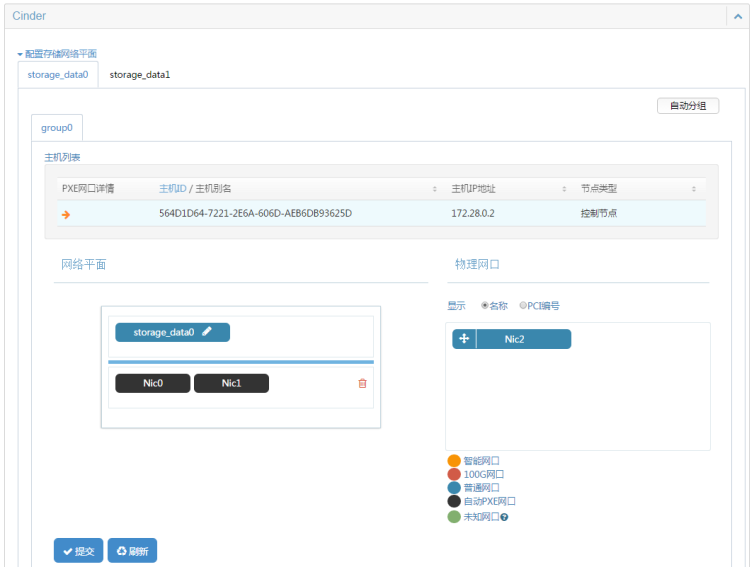 Cinder
配置存储网络平面
storage_data0 storage_data1
自动分组
group0
主机列表
PXE网口详情 主机ID / 主机别名 主机IP地址 节点类型
564D1D64-7221-2E6A-606D-AEB6DB93625D 172.28.0.2 控制节点
网络平面 物理网口
显示 名称 PCI编号
storage_data0
Nic2
Nic0 Nic1
智能网口
100G网口
普通网口
自动PXE网口
未知网口
提交 刷新